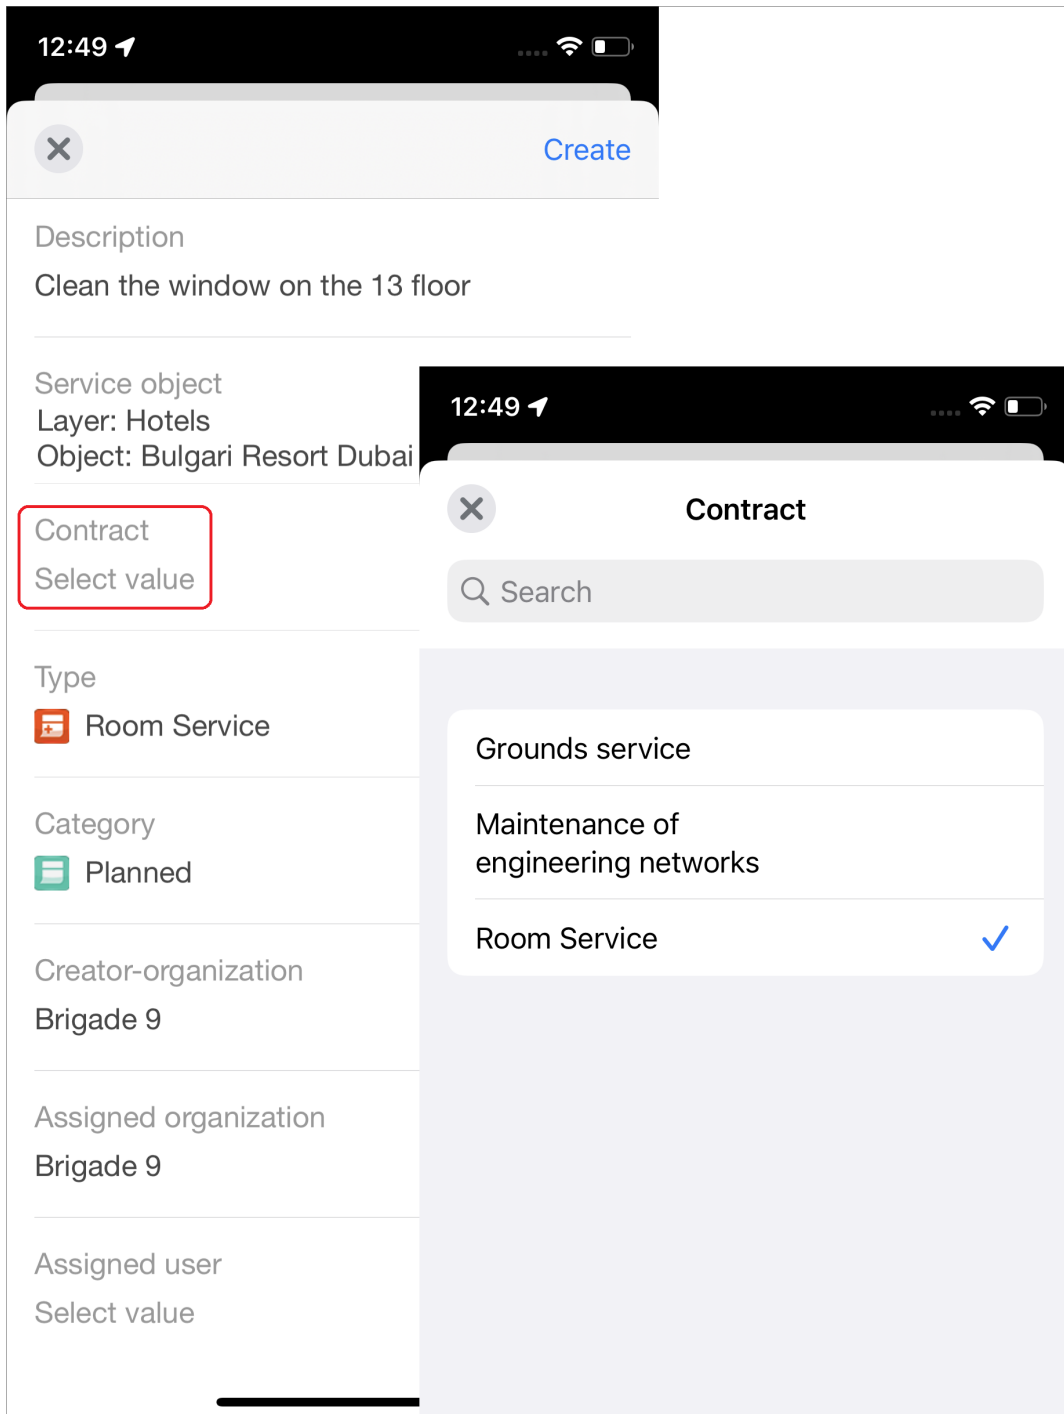 12:49
Create
Description
Clean the window on the 13 floor
Service object
Layer: Hotels
Object: Bulgari Resort Dubai
Contract
Select value
Type
Room Service
Category
Planned
Creator-organization
Brigade 9
Assigned organization
Brigade 9
Assigned user
Select value
12:49
Contract
Search
Grounds service
Maintenance of
engineering networks
Room Service